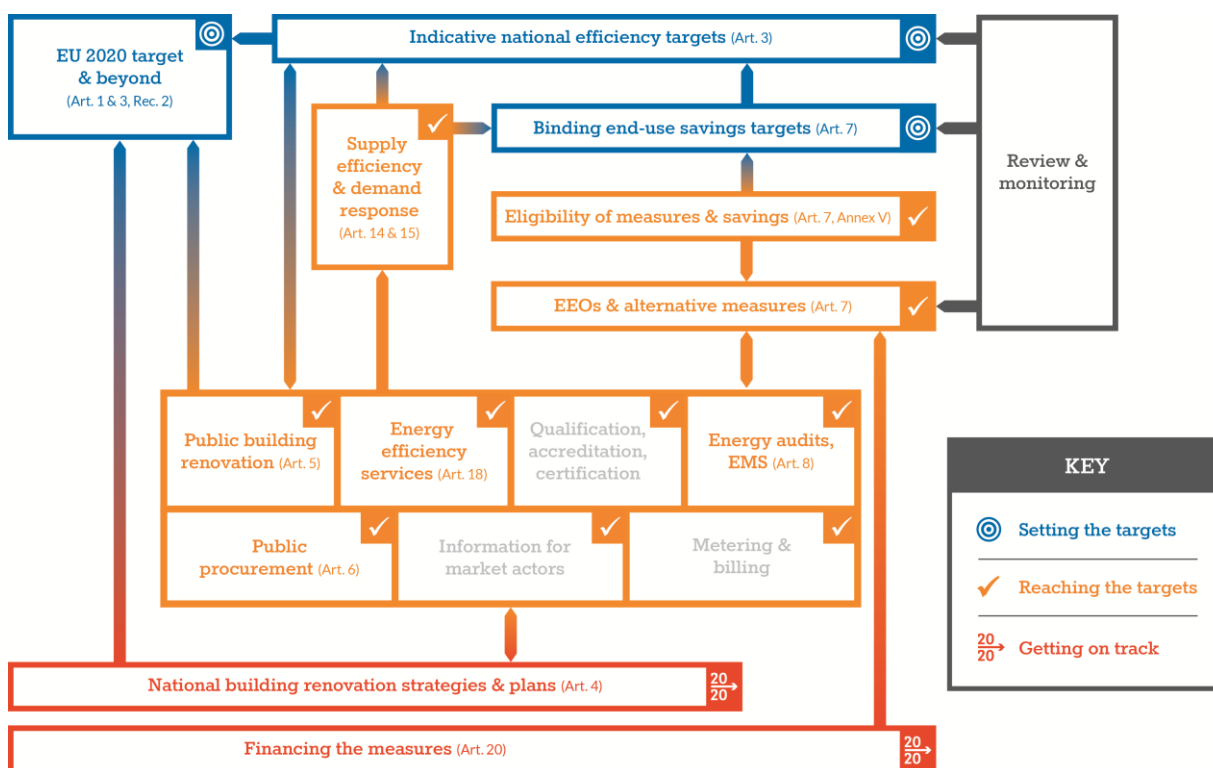 EU 2020 target
& beyond
(Art. 1 & 3, Rec. 2)
Indicative national efficiency targets (Art. 3)
Supply
efficiency
& demand
response
(Art. 14 & 15)
Binding end-use savings targets (Art. 7)
Review &
monitoring
Eligibility of measures & savings (Art. 7, Annex V)
EEOs & alternative measures (Art. 7)
Public building
renovation (Art. 5)
Energy
efficiency
services (Art. 18)
Qualification,
accreditation,
certification
Energy audits,
EMS (Art. 8)
Public
procurement (Art. 6)
Information for
market actors
Metering &
billing
National building renovation strategies & plans (Art. 4)
20
20
Financing the measures (Art. 20)
20
20
KEY
Setting the targets
Reaching the targets
20
20
Getting on track